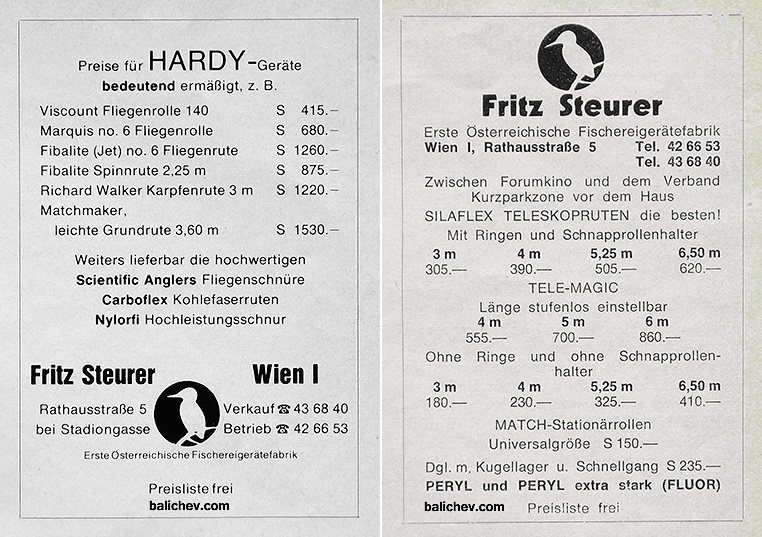 Preise für HARDY-Geräte
bedeutend ermäßigt, z. B.
Viscount Fliegenrolle 140 S 415.—
Marquis no. 6 Fliegenrolle S 680.—
Fibalite (Jet) no. 6 Fliegenrute S 1260.—
Fibalite Spinnrute 2,25 m S 875.—
Richard Walker Karpfenrute 3 m S 1220.—
Matchmaker,
leichte Grundrute 3,60 m S 1530.—
Weiters lieferbar die hochwertigen
Scientific Anglers Fliegenschnüre
Carboflex Kohlefaserruten
Nylorfi Hochleistungsschnur
Fritz Steurer Wien I
Rathausstraße 5 Verkauf ☎ 43 68 40
bei Stadiongasse Betrieb ☎ 42 66 53
Erste Österreichische Fischereigerätefabrik
Preisliste frei
balichev.com
Fritz Steurer
Erste Österreichische Fischereigerätefabrik
Wien I, Rathausstraße 5 Tel. 42 66 53
Tel. 43 68 40
Zwischen Forumkino und dem Verband
Kurzparkzone vor dem Haus
SILAFLEX TELESKOPRUTEN die besten!
Mit Ringen und Schnapprollenhalter
3 m 4 m 5,25 m 6,50 m
305.— 390.— 505.— 620.—
TELE-MAGIC
Länge stufenlos einstellbar
4 m 5 m 6 m
555.— 700.— 860.—
Ohne Ringe und ohne Schnapprollen-
halter
3 m 4 m 5,25 m 6,50 m
180.— 230.— 325.— 410.—
MATCH-Stationärrollen
Universalgröße S 150.—
Dgl. m. Kugellager u. Schnellgang S 235.—
PERYL und PERYL extra stark (FLUOR)
balichev.com Preisliste frei